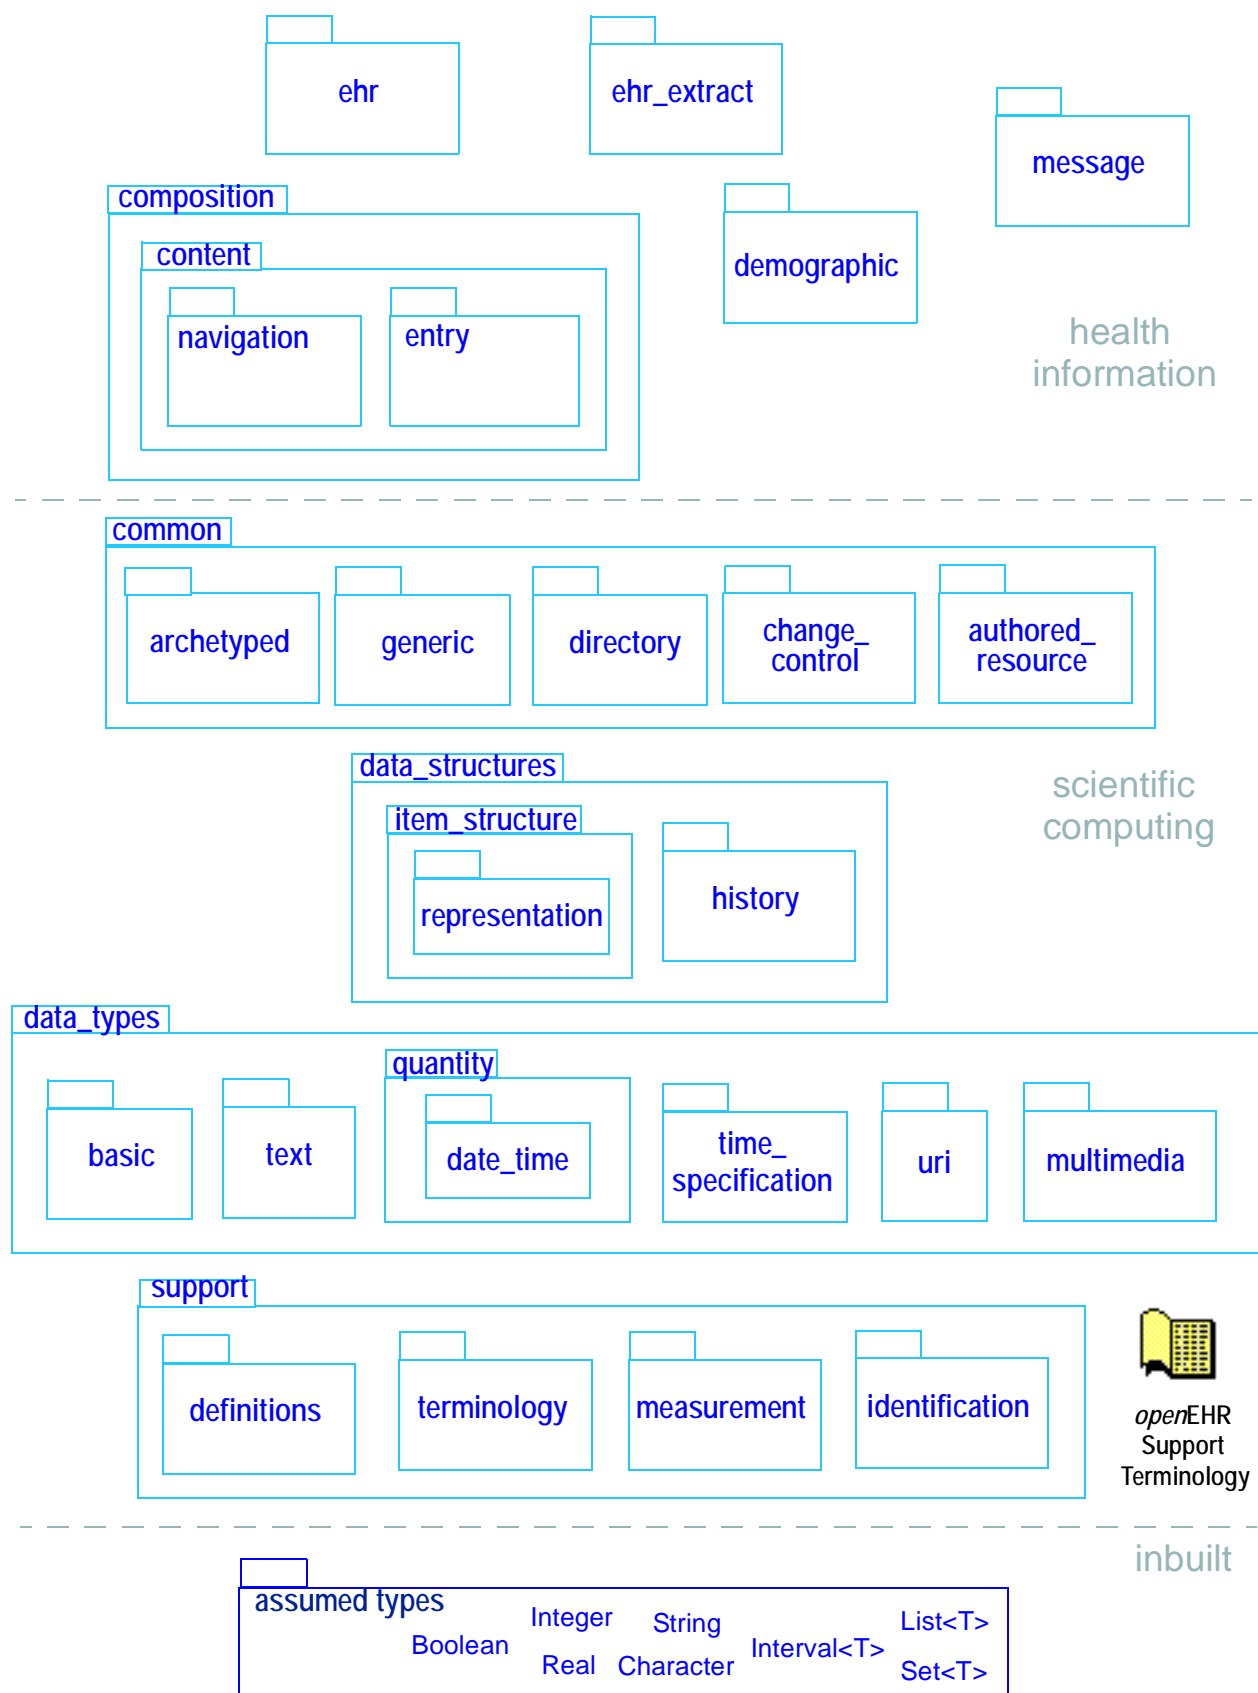 ehr
ehr_extract
message
composition
demographic
content
navigation
entry
health
information
common
archetyped
generic
directory
change_
control
authored_
resource
data_structures
item_structure
representation
history
scientific
computing
data_types
quantity
basic
text
date_time
time_
specification
uri
multimedia
support
definitions
terminology
measurement
identification
openEHR
Support
Terminology
inbuilt
assumed types
Boolean
Integer
String
Interval<T>
List<T>
Real
Character
Set<T>